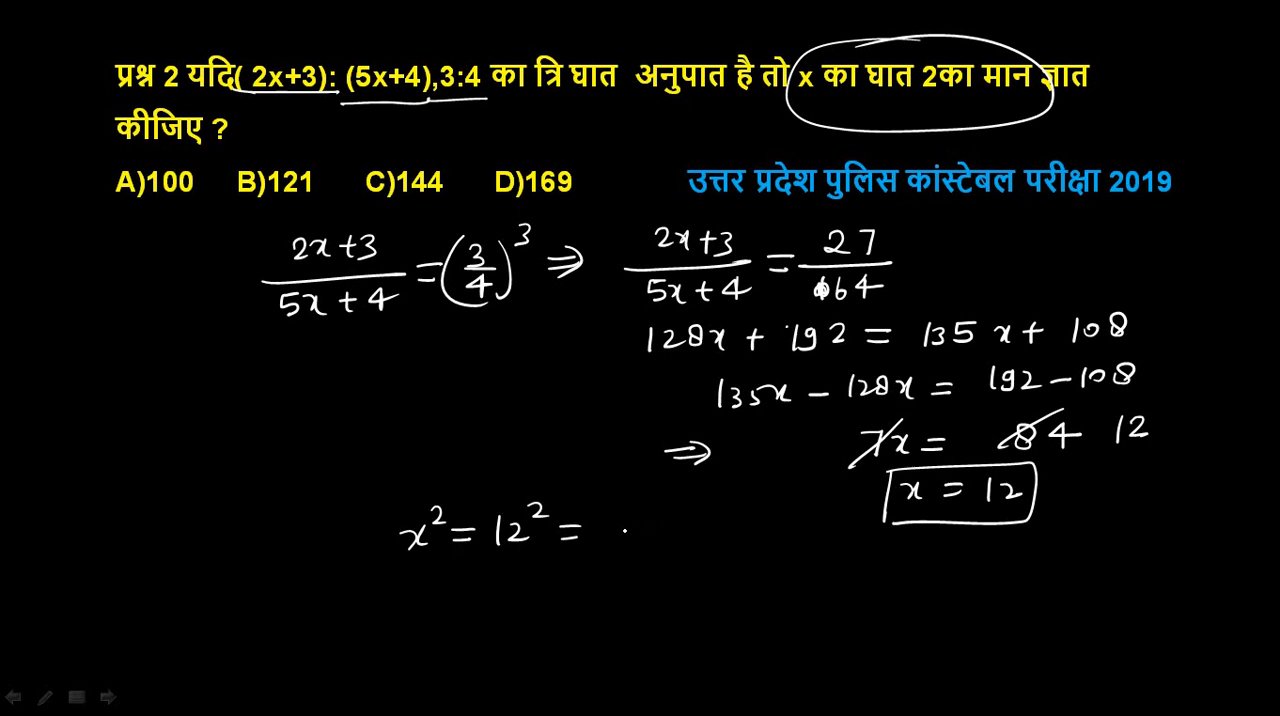 प्रश्न 2 यदि( 2x+3): (5x+4),3:4 का त्रि घात अनुपात है तो x का घात 2का मान ज्ञात
कीजिए ?
A)100 B)121 C)144 D)169 उत्तर प्रदेश पुलिस कांस्टेबल परीक्षा 2019
(2x+3)/(5x+4) = (3/4)³ ⇒ (2x+3)/(5x+4) = 27/64
128x + 192 = 135x + 108
135x - 128x = 192 - 108
⇒ 7x = 84 12
x = 12
x² = 12² =